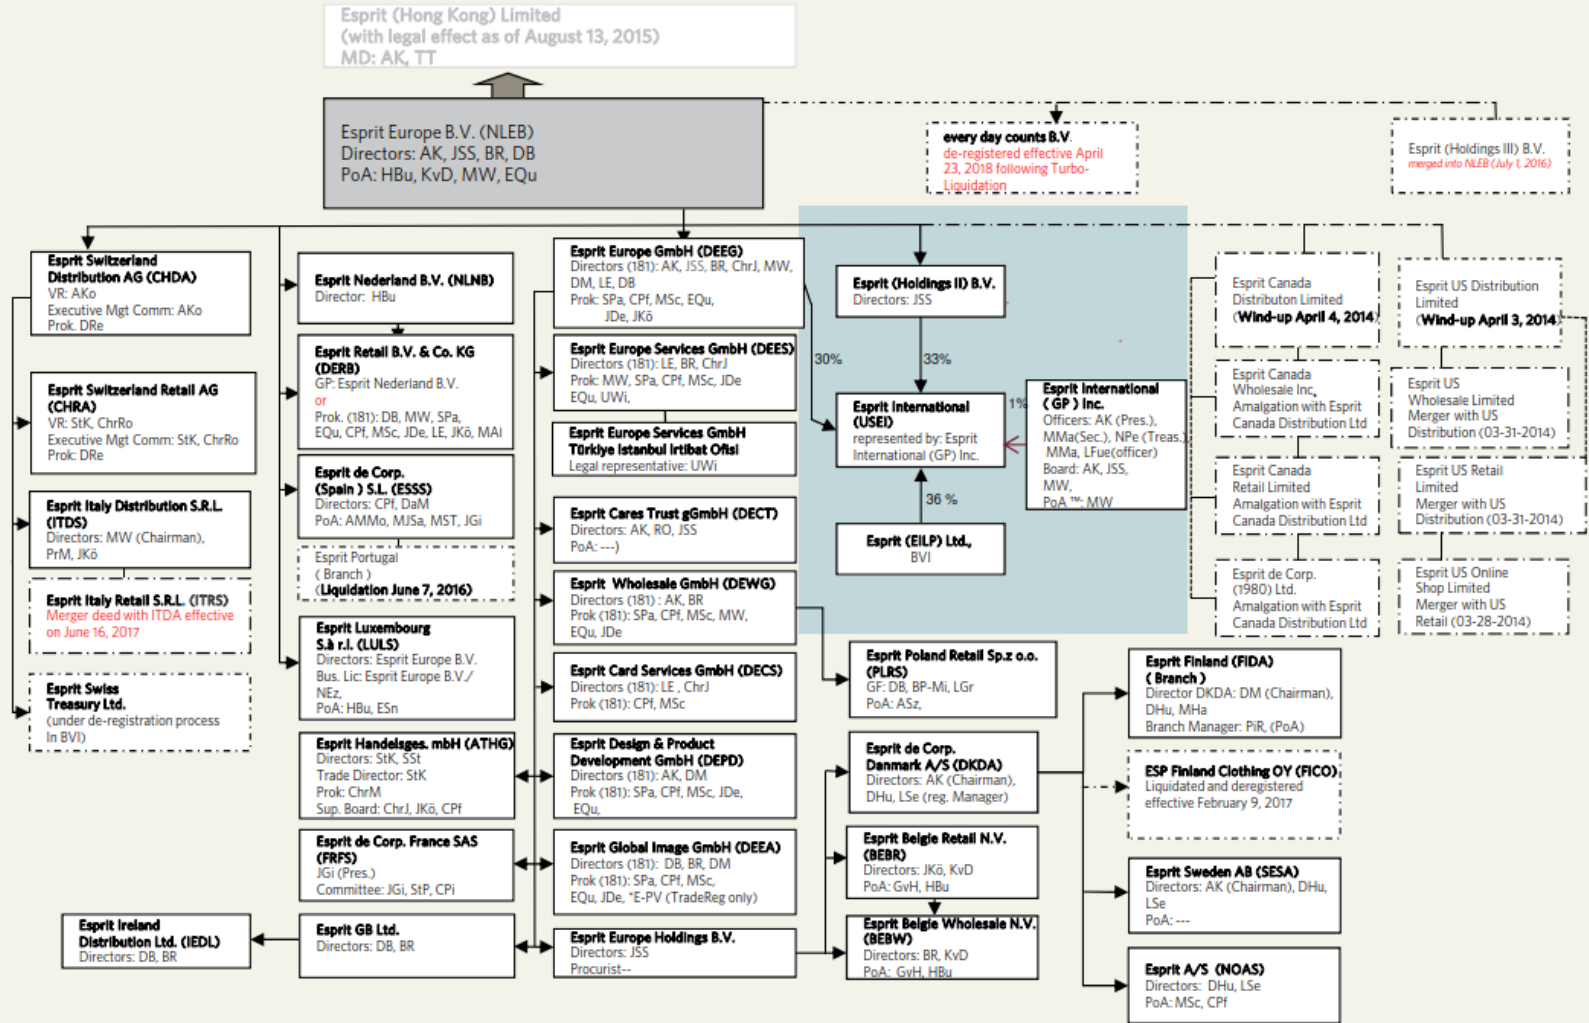 Esprit (Hong Kong) Limited
(with legal effect as of August 13, 2015)
MD: AK, TT
Esprit Europe B.V. (NLEB)
Directors: AK, JSS, BR, DB
PoA: HBu, KvD, MW, EQu
every day counts B.V.
de-registered effective April
23, 2018 following Turbo-
Liquidation
Esprit (Holdings III) B.V.
merged into NLEB (July 1, 2016)
Esprit Switzerland
Distribution AG (CHDA)
VR: AKo
Executive Mgt Comm: AKo
Prok. DRe
Esprit Switzerland Retail AG
(CHRA)
VR: StK, ChrRo
Executive Mgt Comm: StK, ChrRo
Prok: DRe
Esprit Italy Distribution S.R.L.
(ITDS)
Directors: MW (Chairman),
PrM, JKö
Esprit Italy Retail S.R.L. (ITRS)
Merger deed with ITDA effective
on June 16, 2017
Esprit Swiss
Treasury Ltd.
(under de-registration process
In BVI)
Esprit Nederland B.V. (NLNB)
Director: HBu
Esprit Retail B.V. & Co. KG
(DERB)
GP: Esprit Nederland B.V.
or
Prok. (181): DB, MW, SPa,
EQu, CPf, MSc, JDe, LE, JKö, MAI
Esprit de Corp.
(Spain ) S.L. (ESSS)
Directors: CPf, DaM
PoA: AMMo, MJSa, MST, JGi
Esprit Portugal
( Branch )
(Liquidation June 7, 2016)
Esprit Luxembourg
S.à r.l. (LULS)
Directors: Esprit Europe B.V.
Bus. Lic: Esprit Europe B.V./
NEz,
PoA: HBu, ESn
Esprit Handelsges. mbH (ATHG)
Directors: StK, SSt
Trade Director: StK
Prok: ChrM
Sup. Board: ChrJ, JKö, CPf
Esprit de Corp. France SAS
(FRFS)
JGi (Pres.)
Committee: JGi, StP, CPi
Esprit GB Ltd.
Directors: DB, BR
Esprit Ireland
Distribution Ltd. (IEDL)
Directors: DB, BR
Esprit Europe GmbH (DEEG)
Directors (181): AK, JSS, BR, ChrJ, MW,
DM, LE, DB
Prok: SPa, CPf, MSc, EQu,
JDe, JKö
Esprit Europe Services GmbH (DEES)
Directors (181): LE, BR, ChrJ
Prok: MW, SPa, CPf, MSc, JDe
EQu, UWi,
Esprit Europe Services GmbH
Türkiye Istanbul Irtibat Ofisi
Legal representative: UWi
Esprit Cares Trust gGmbH (DECT)
Directors: AK, RO, JSS
PoA: ---)
Esprit Wholesale GmbH (DEWG)
Directors (181) : AK, BR
Prok (181): SPa, CPf, MSc, MW,
EQu, JDe
Esprit Card Services GmbH (DECS)
Directors (181): LE , ChrJ
Prok (181): CPf, MSc
Esprit Design & Product
Development GmbH (DEPD)
Directors (181): AK, DM
Prok (181): SPa, CPf, MSc, JDe,
EQu,
Esprit Global Image GmbH (DEEA)
Directors (181): DB, BR, DM
Prok (181): SPa, CPf, MSc,
EQu, JDe, *E-PV (TradeReg only)
Esprit Europe Holdings B.V.
Directors: JSS
Procurist--
Esprit (Holdings II) B.V.
Directors: JSS
30%
33%
Esprit International
(USEI)
represented by: Esprit
International (GP) Inc.
1%
36 %
Esprit (EILP) Ltd.,
BVI
Esprit International
( GP ) Inc.
Officers: AK (Pres.),
MMa(Sec.), NPe (Treas.)
MMa, LFue(officer)
Board: AK, JSS,
MW,
PoA ™: MW
Esprit Poland Retail Sp.z o.o.
(PLRS)
GF: DB, BP-Mi, LGr
PoA: ASz,
Esprit de Corp.
Danmark A/S (DKDA)
Directors: AK (Chairman),
DHu, LSe (reg. Manager)
Esprit Belgie Retail N.V.
(BEBR)
Directors: JKö, KvD
PoA: GvH, HBu
Esprit Belgie Wholesale N.V.
(BEBW)
Directors: BR, KvD
PoA: GvH, HBu
Esprit Canada
Distributon Limited
(Wind-up April 4, 2014)
Esprit Canada
Wholesale Inc.
Amalgation with Esprit
Canada Distribution Ltd
Esprit Canada
Retail Limited
Amalgation with Esprit
Canada Distribution Ltd
Esprit de Corp.
(1980) Ltd.
Amalgation with Esprit
Canada Distribution Ltd
Esprit US Distribution
Limited
(Wind-up April 3, 2014)
Esprit US
Wholesale Limited
Merger with US
Distribution (03-31-2014)
Esprit US Retail
Limited
Merger with US
Distribution (03-31-2014)
Esprit US Online
Shop Limited
Merger with US
Retail (03-28-2014)
Esprit Finland (FIDA)
( Branch )
Director DKDA: DM (Chairman),
DHu, MHa
Branch Manager: PiR, (PoA)
ESP Finland Clothing OY (FICO)
Liquidated and deregistered
effective February 9, 2017
Esprit Sweden AB (SESA)
Directors: AK (Chairman), DHu,
LSe
PoA: ---
Esprit A/S (NOAS)
Directors: DHu, LSe
PoA: MSc, CPf